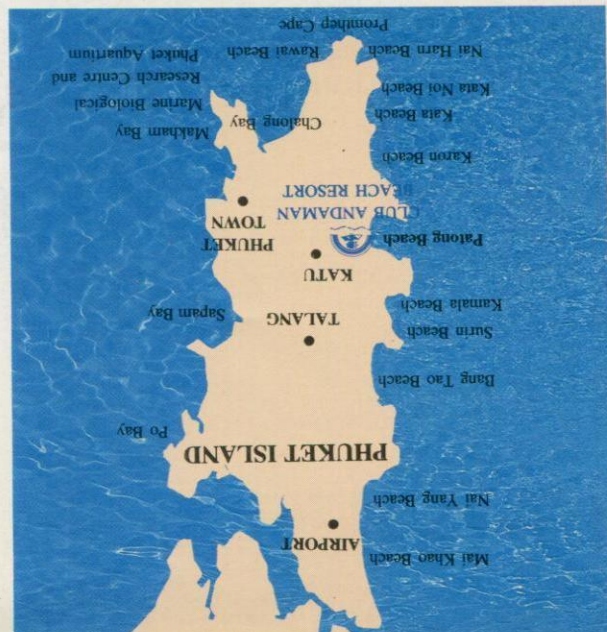 Mai Khao Beach
AIRPORT
Nai Yang Beach
PHUKET ISLAND
Po Bay
Bang Tao Beach
Surin Beach
TALANG
Sapam Bay
Kamala Beach
KATU
Patong Beach
PHUKET
TOWN
CLUB ANDAMAN
BEACH RESORT
Karon Beach
Makham Bay
Chalong Bay
Kata Beach
Marine Biological
Research Centre and
Phuket Aquartium
Kata Noi Beach
Nai Harn Beach
Rawai Beach
Promthep Cape